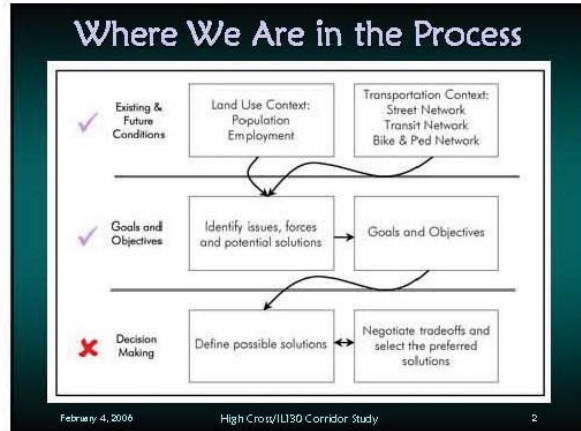 Where We Are in the Process
Existing &
Future
Conditions
Land Use Context:
Population
Employment
Transportation Context:
Street Network
Transit Network
Bike & Ped Network
Goals and
Objectives
Identify issues, forces
and potential solutions
Goals and Objectives
Decision
Making
Define possible solutions
Negotiate tradeoffs and
select the preferred
solutions
February 4, 2006
High Cross/IL130 Corridor Study
2